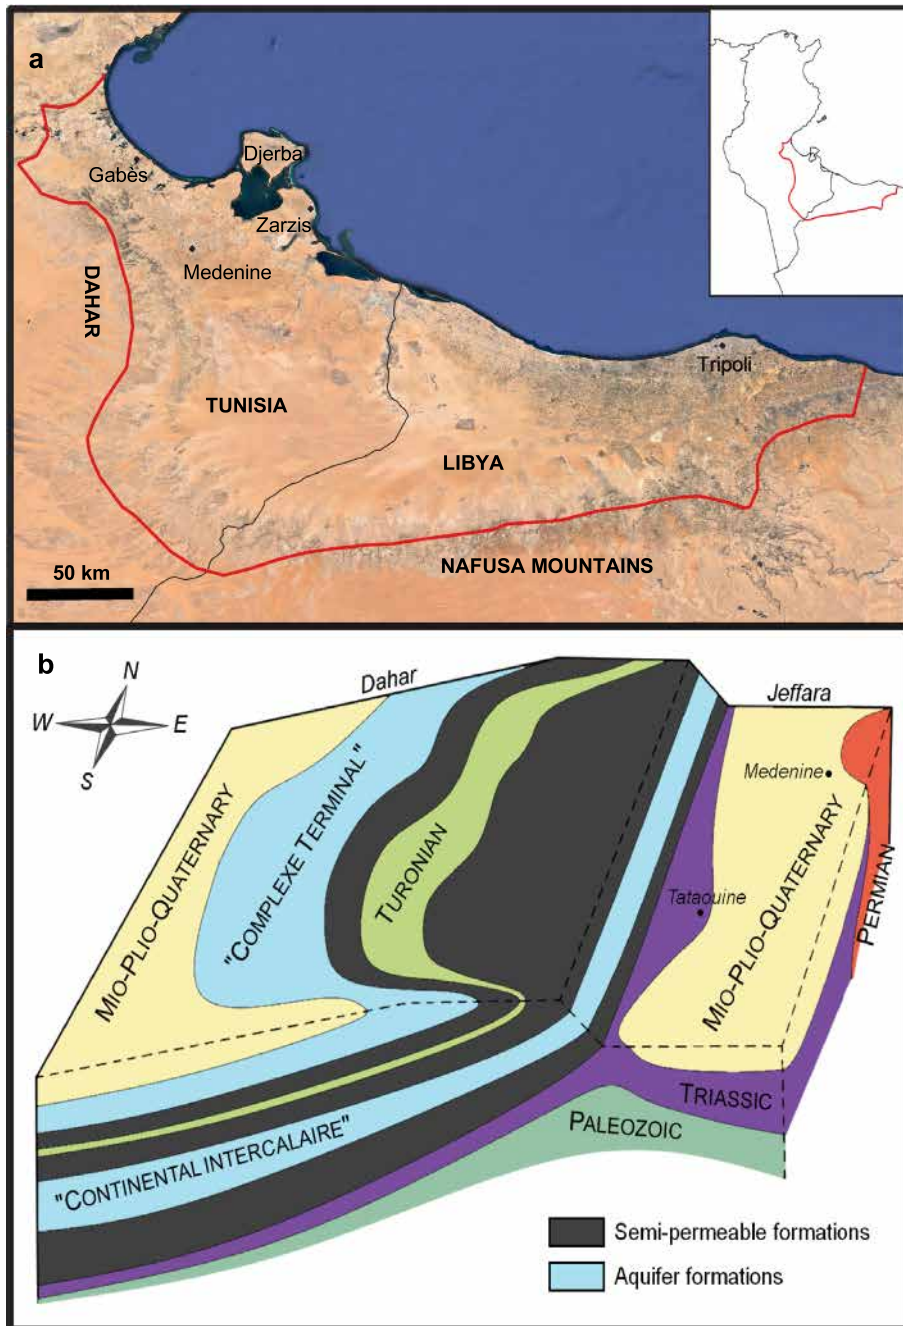 a
Djerba
Gabès
Zarzis
Medenine
DAHAR
Tripoli
TUNISIA
LIBYA
50 km
NAFUSA MOUNTAINS
b
N
W
E
S
Dahar
Jeffara
Medenine
MIO-PLIO-QUATERNARY
"COMPLEXE TERMINAL"
TURONIAN
Tataouine
MIO-PLIO-QUATERNARY
PERMIAN
TRIASSIC
PALEOZOIC
"CONTINENTAL INTERCALAIRE"
Semi-permeable formations
Aquifer formations